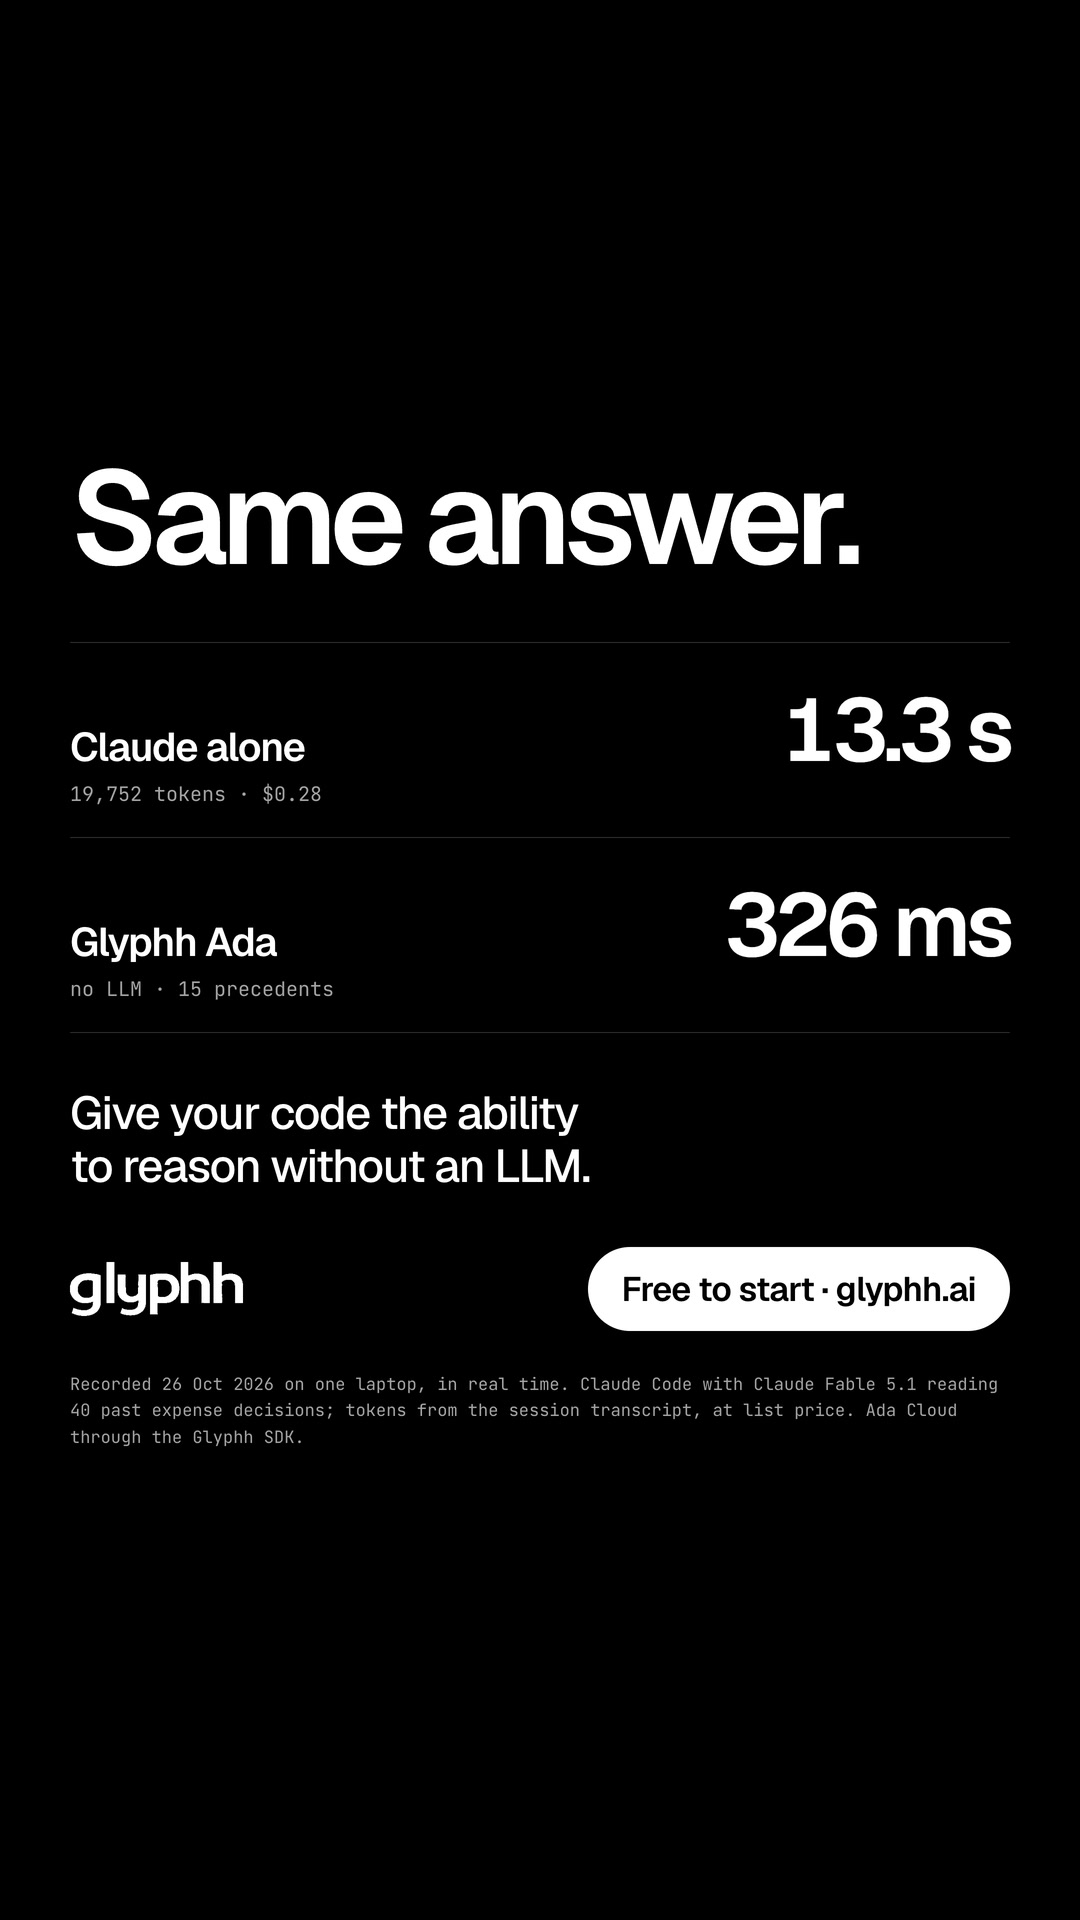 Same answer.
Claude alone
13.3 s
19,752 tokens · $0.28
Glyphh Ada
326 ms
no LLM · 15 precedents
Give your code the ability
to reason without an LLM.
glyphh
Free to start · glyphh.ai
Recorded 26 Oct 2026 on one laptop, in real time. Claude Code with Claude Fable 5.1 reading
40 past expense decisions; tokens from the session transcript, at list price. Ada Cloud
through the Glyphh SDK.